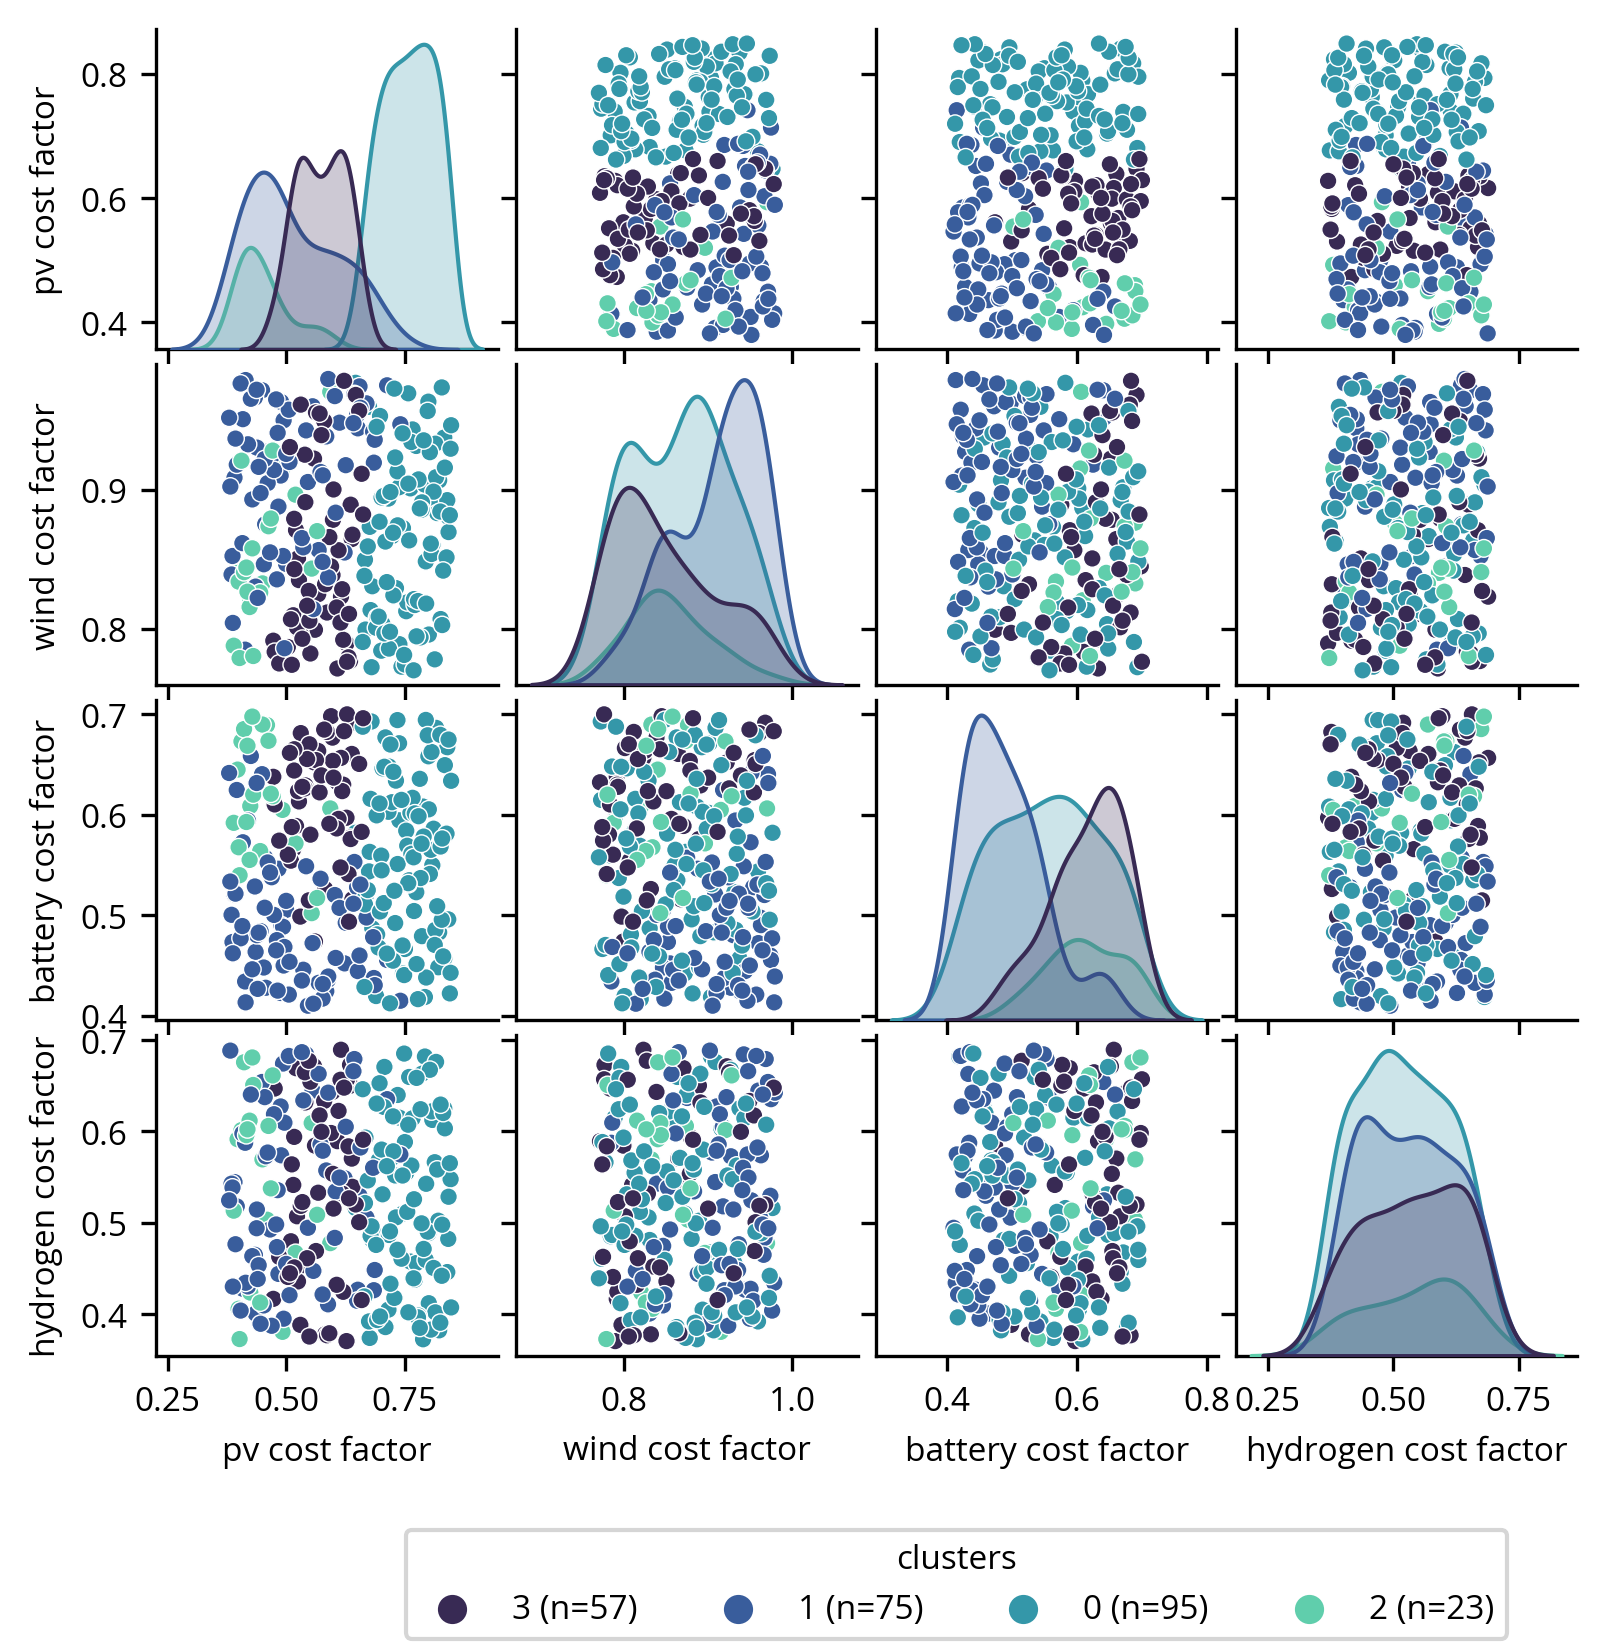 pv cost factor
0.8
0.6
0.4
wind cost factor
0.9
0.8
battery cost factor
0.7
0.6
0.5
0.4
hydrogen cost factor
0.7
0.6
0.5
0.4
0.25 0.50 0.75 0.8 1.0 0.4 0.6 0.8 0.25 0.50 0.75
pv cost factor wind cost factor battery cost factor hydrogen cost factor
clusters
3 (n=57) 1 (n=75) 0 (n=95) 2 (n=23)